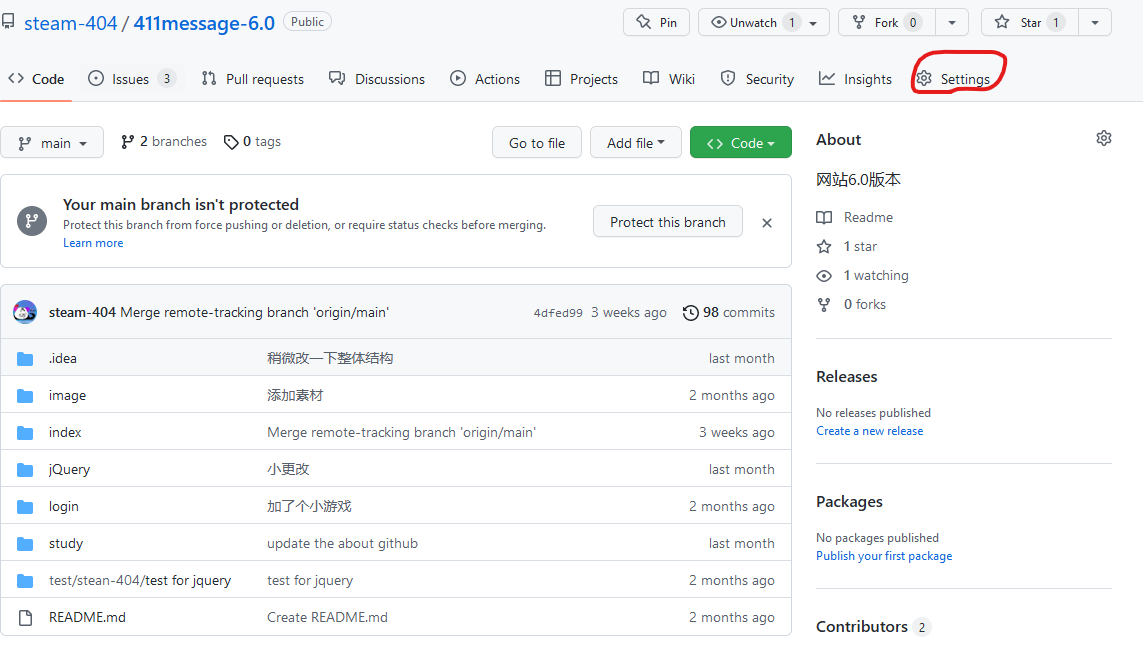 steam-404 / 411message-6.0 Public Pin Unwatch 1 Fork 0 Star 1
Code Issues 3 Pull requests Discussions Actions Projects Wiki Security Insights Settings
main 2 branches 0 tags Go to file Add file Code
About
网站6.0版本
Readme
1 star
1 watching
0 forks
Your main branch isn't protected
Protect this branch from force pushing or deletion, or require status checks before merging.
Learn more
Protect this branch
steam-404 Merge remote-tracking branch 'origin/main' 4dfed99 3 weeks ago 98 commits
.idea 稍微改一下整体结构 last month
image 添加素材 2 months ago
index Merge remote-tracking branch 'origin/main' 3 weeks ago
jQuery 小更改 last month
login 加了个小游戏 2 months ago
study update the about github last month
test/stean-404/test for jquery test for jquery 2 months ago
README.md Create README.md 2 months ago
Releases
No releases published
Create a new release
Packages
No packages published
Publish your first package
Contributors 2